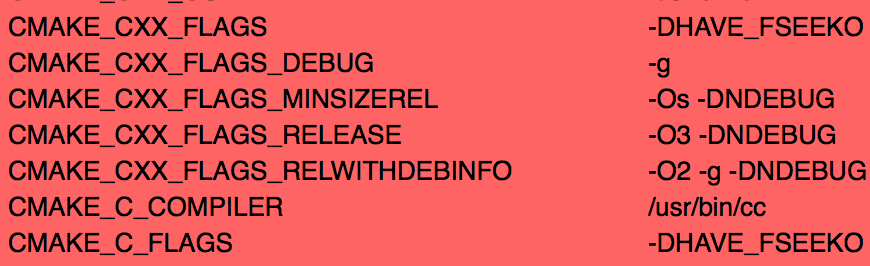 CMAKE_CXX_FLAGS -DHAVE_FSEEKO
CMAKE_CXX_FLAGS_DEBUG -g
CMAKE_CXX_FLAGS_MINSIZEREL -Os -DNDEBUG
CMAKE_CXX_FLAGS_RELEASE -O3 -DNDEBUG
CMAKE_CXX_FLAGS_RELWITHDEBINFO -O2 -g -DNDEBUG
CMAKE_C_COMPILER /usr/bin/cc
CMAKE_C_FLAGS -DHAVE_FSEEKO